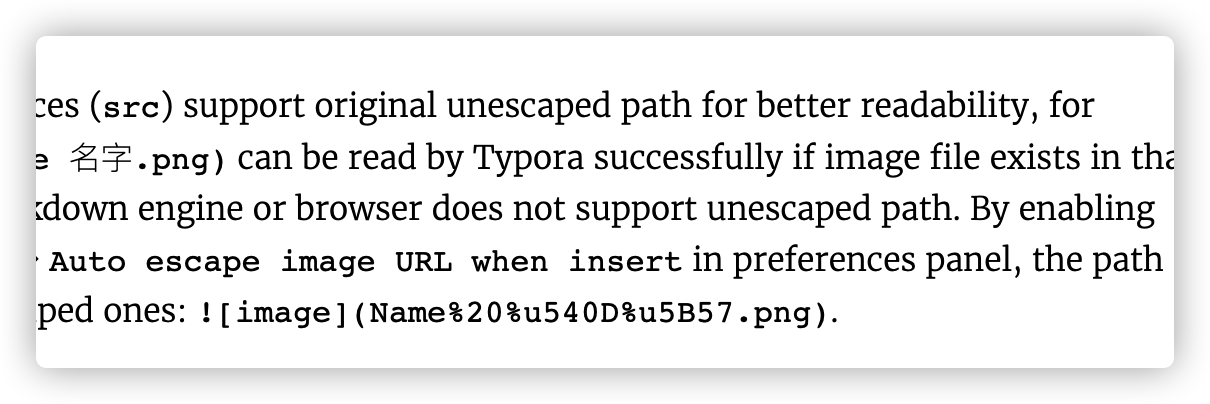 ces (src) support original unescaped path for better readability, for
e 名字.png) can be read by Typora successfully if image file exists in tha
kdown engine or browser does not support unescaped path. By enabling
Auto escape image URL when insert in preferences panel, the path
ped ones: ![image](Name%20%u540D%u5B57.png).